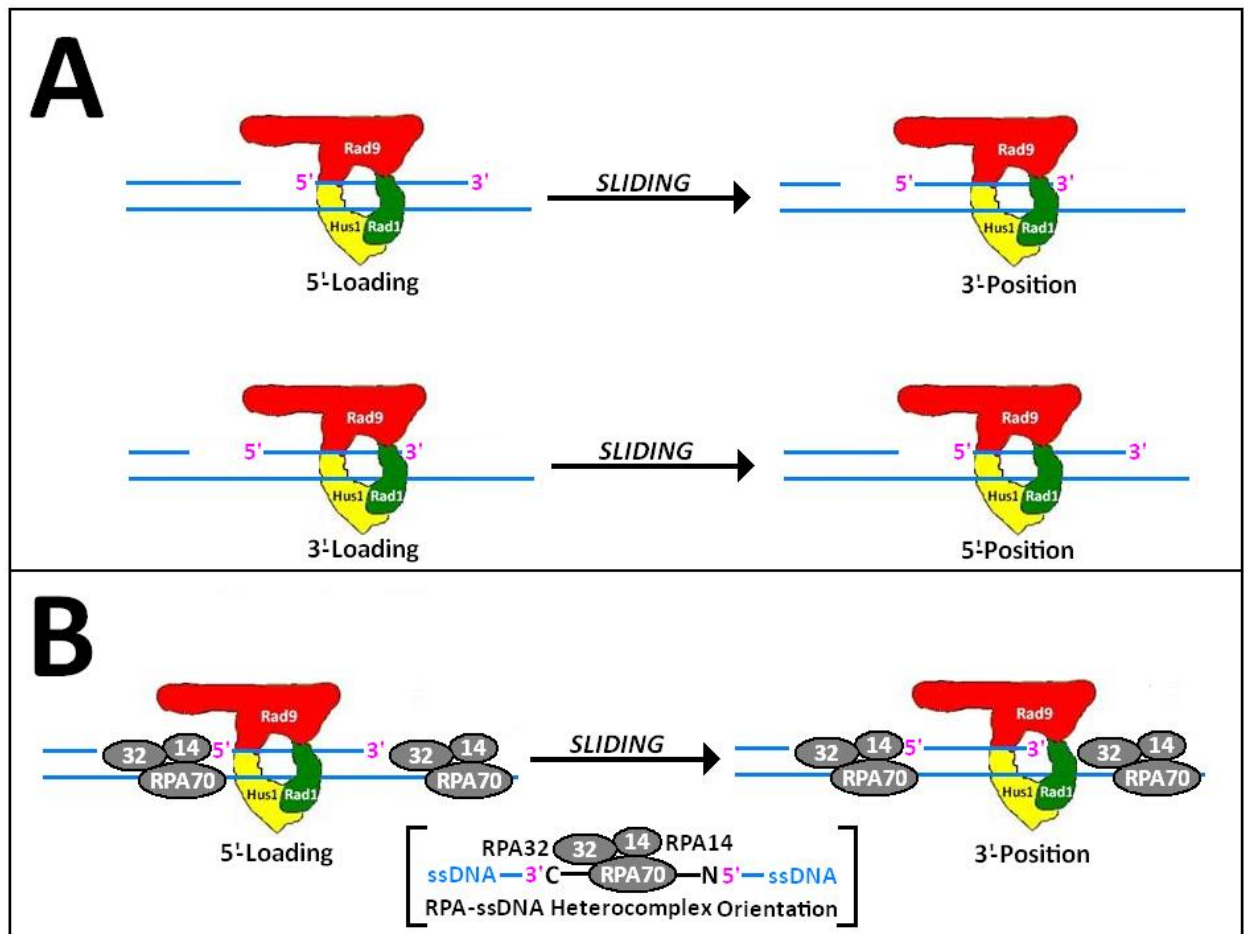 A
Rad9
5' 3'
Hus1 Rad1
5'-Loading
SLIDING
Rad9
5' 3'
Hus1 Rad1
3'-Position
Rad9
5' 3'
Hus1 Rad1
3'-Loading
SLIDING
Rad9
5' 3'
Hus1 Rad1
5'-Position
B
Rad9
32 14 5' 3' 32 14
RPA70 RPA70
Hus1 Rad1
5'-Loading
SLIDING
Rad9
32 14 5' 3' 32 14
RPA70 RPA70
Hus1 Rad1
3'-Position
RPA32 32 14 RPA14
ssDNA 3' C RPA70 N 5' ssDNA
RPA-ssDNA Heterocomplex Orientation